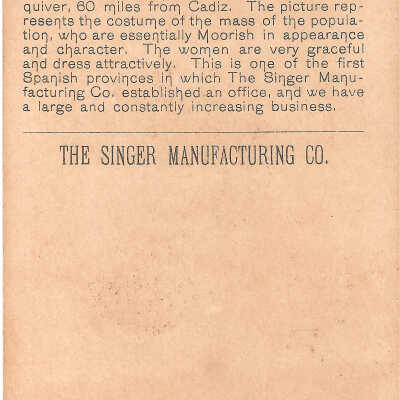 quiver, 60 miles from Cadiz. The picture rep-
resents the costume of the mass of the popula-
tion, who are essentially Moorish in appearance
and character. The women are very graceful
and dress attractively. This is one of the first
Spanish provinces in which The Singer Manu-
facturing Co. established an office, and we have
a large and constantly increasing business.
THE SINGER MANUFACTURING CO.